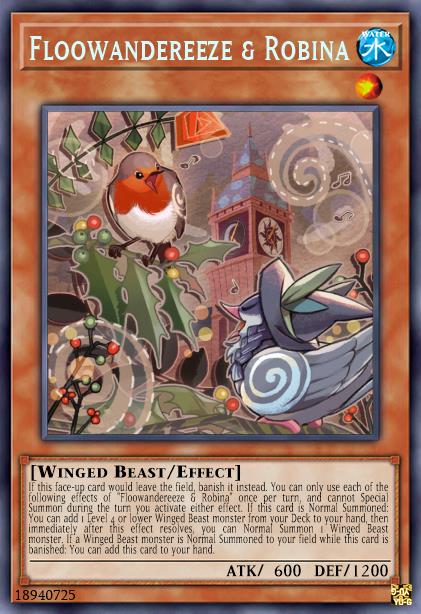 FLOOWANDEREEZE & ROBINA
WATER
水
[WINGED BEAST/EFFECT]
If this face-up card would leave the field, banish it instead. You can only use each of the
following effects of "Floowandereeze & Robina" once per turn, and cannot Special
Summon during the turn you activate either effect. If this card is Normal Summoned:
You can add 1 Level 4 or lower Winged Beast monster from your Deck to your hand, then
immediately after this effect resolves, you can Normal Summon 1 Winged Beast
monster. If a Winged Beast monster is Normal Summoned to your field while this card is
banished: You can add this card to your hand.
ATK/ 600 DEF/1200
18940725